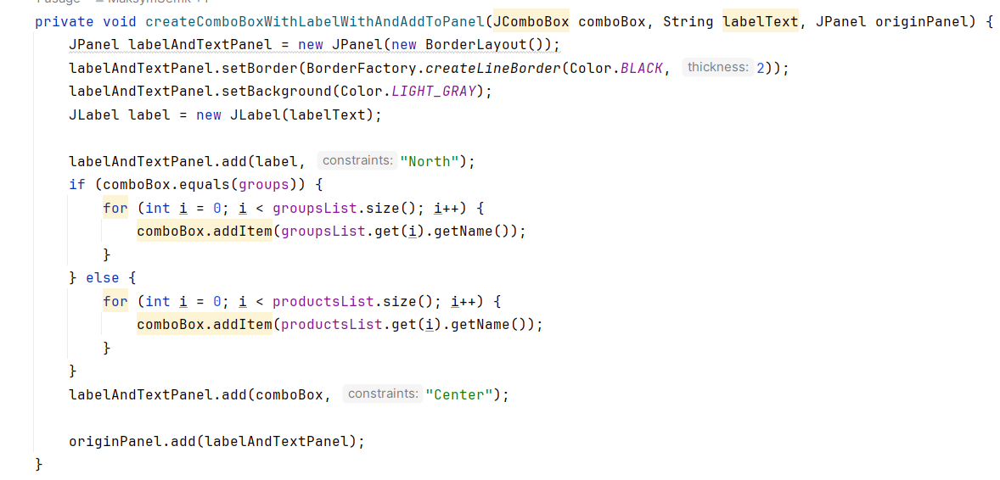 private void createComboBoxWithLabelWithAndAddToPanel(JComboBox comboBox, String labelText, JPanel originPanel) {
    JPanel labelAndTextPanel = new JPanel(new BorderLayout());
    labelAndTextPanel.setBorder(BorderFactory.createLineBorder(Color.BLACK, thickness: 2));
    labelAndTextPanel.setBackground(Color.LIGHT_GRAY);
    JLabel label = new JLabel(labelText);

    labelAndTextPanel.add(label, constraints: "North");
    if (comboBox.equals(groups)) {
        for (int i = 0; i < groupsList.size(); i++) {
            comboBox.addItem(groupsList.get(i).getName());
        }
    } else {
        for (int i = 0; i < productsList.size(); i++) {
            comboBox.addItem(productsList.get(i).getName());
        }
    }
    labelAndTextPanel.add(comboBox, constraints: "Center");

    originPanel.add(labelAndTextPanel);
}